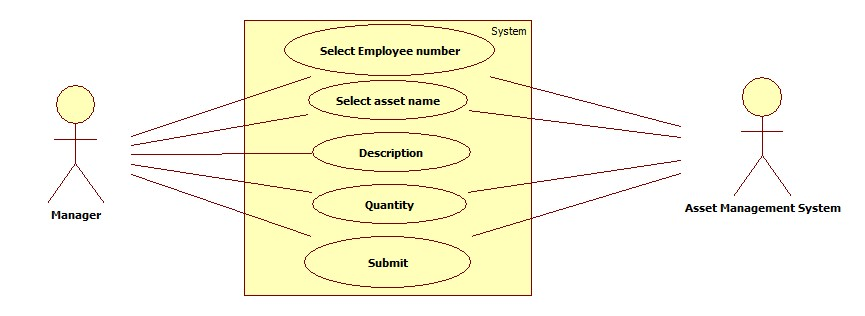 System
Select Employee number
Select asset name
Description
Quantity
Submit
Manager
Asset Management System